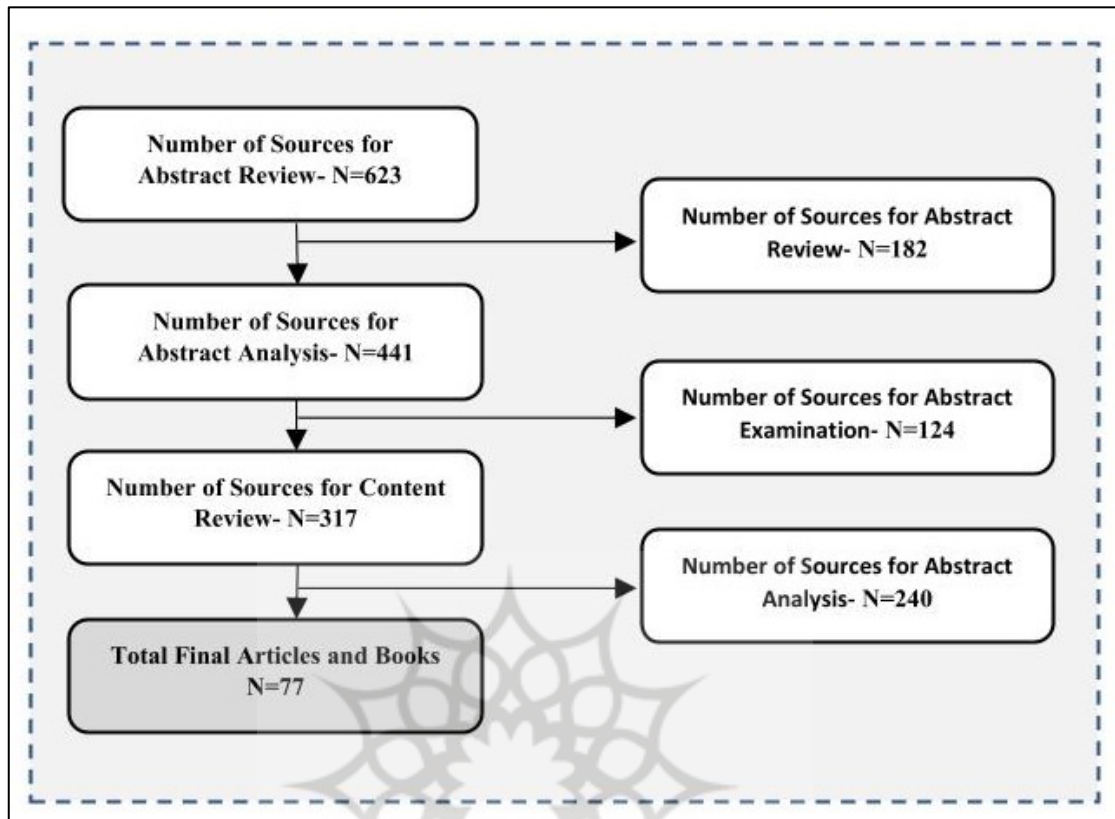 Number of Sources for
Abstract Review- N=623
Number of Sources for Abstract
Review- N=182
Number of Sources for
Abstract Analysis- N=441
Number of Sources for Abstract
Examination- N=124
Number of Sources for Content
Review- N=317
Number of Sources for Abstract
Analysis- N=240
Total Final Articles and Books
N=77